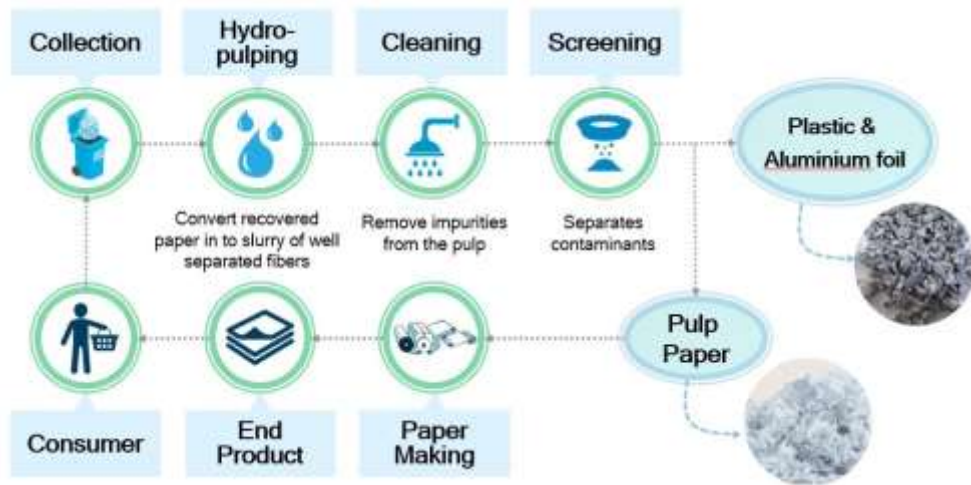 Collection
Hydro-
pulping
Cleaning
Screening
Plastic &
Aluminium foil
Convert recovered
paper in to slurry of well
separated fibers
Remove impurities
from the pulp
Separates
contaminants
Pulp
Paper
Consumer
End
Product
Paper
Making